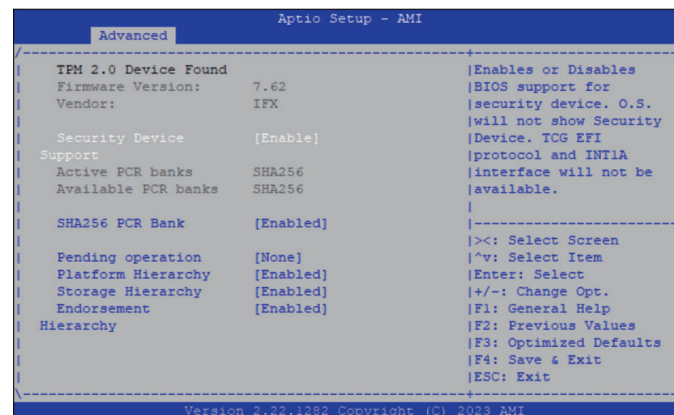 Aptio Setup - AMI
Advanced
/----------------------------------------------------+----------------------
| TPM 2.0 Device Found |Enables or Disables
| Firmware Version: 7.62 |BIOS support for
| Vendor: IFX |security device. O.S.
| |will not show Security
| Security Device [Enable] |Device. TCG EFI
| Support |protocol and INT1A
| Active PCR banks SHA256 |interface will not be
| Available PCR banks SHA256 |available.
| |
| SHA256 PCR Bank [Enabled] |----------------------
| |><: Select Screen
| Pending operation [None] |^v: Select Item
| Platform Hierarchy [Enabled] |Enter: Select
| Storage Hierarchy [Enabled] |+/-: Change Opt.
| Endorsement [Enabled] |F1: General Help
| Hierarchy |F2: Previous Values
| |F3: Optimized Defaults
| |F4: Save & Exit
| |ESC: Exit
\----------------------------------------------------+----------------------
Version 2.22.1282 Copyright (C) 2023 AMI